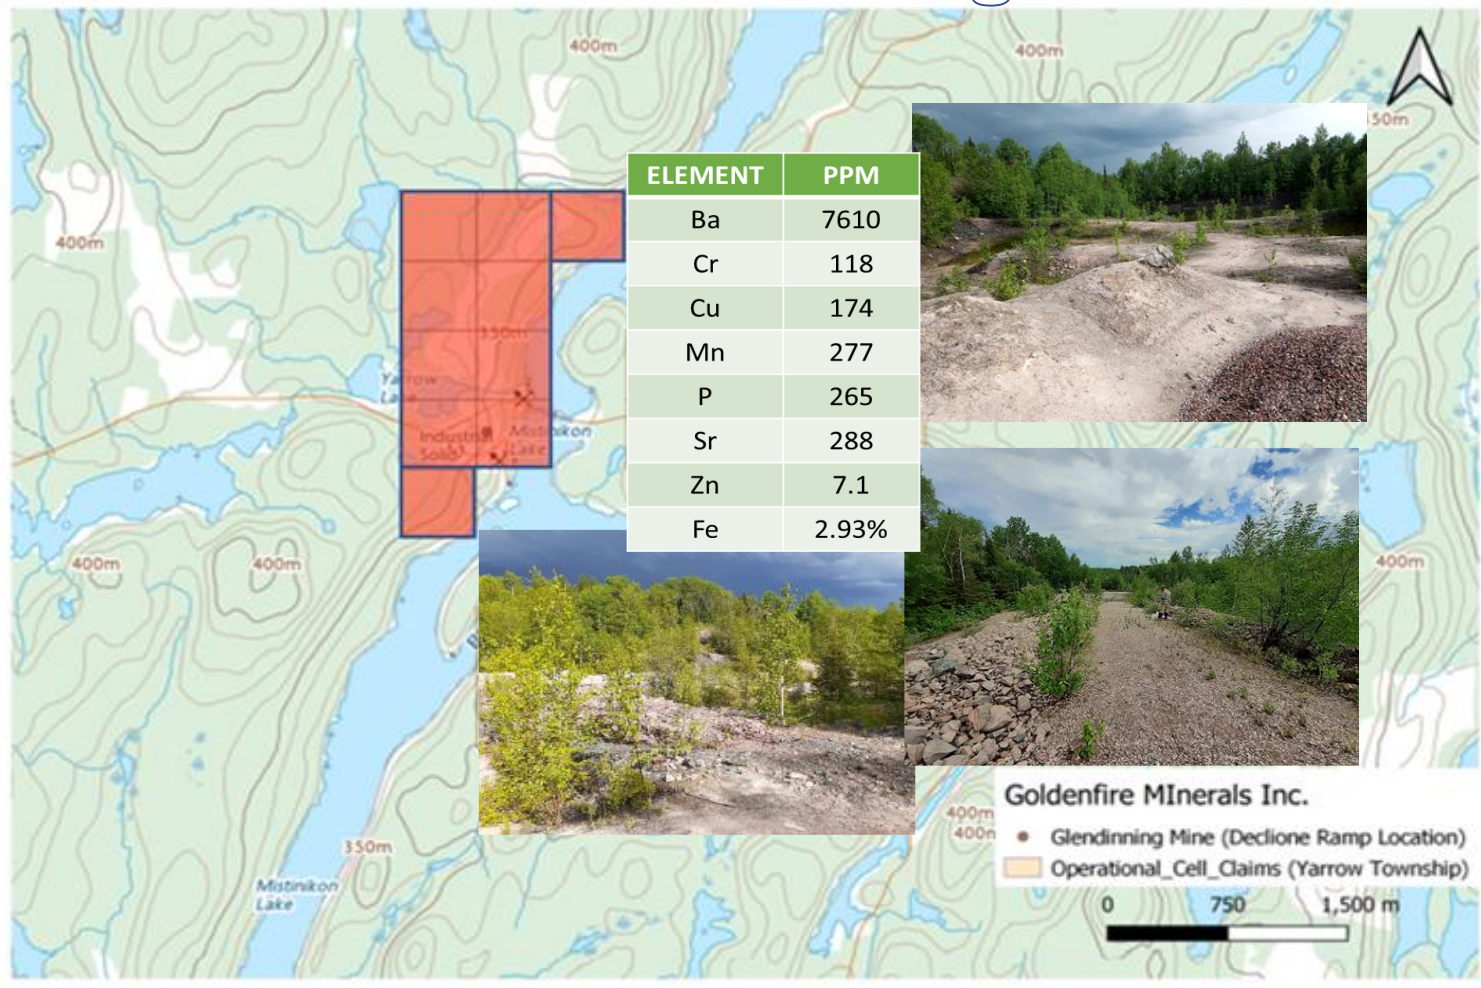 400m
400m
350m
ELEMENT PPM
Ba 7610
Cr 118
Cu 174
Mn 277
P 265
Sr 288
Zn 7.1
Fe 2.93%
400m
350m
Yarrow
Lake
Industrial
Solid
Mistinikon
Lake
400m
400m
400m
350m
Mistinikon
Lake
400m
400m
Goldenfire MInerals Inc.
Glendinning Mine (Declione Ramp Location)
Operational_Cell_Claims (Yarrow Township)
0 750 1,500 m